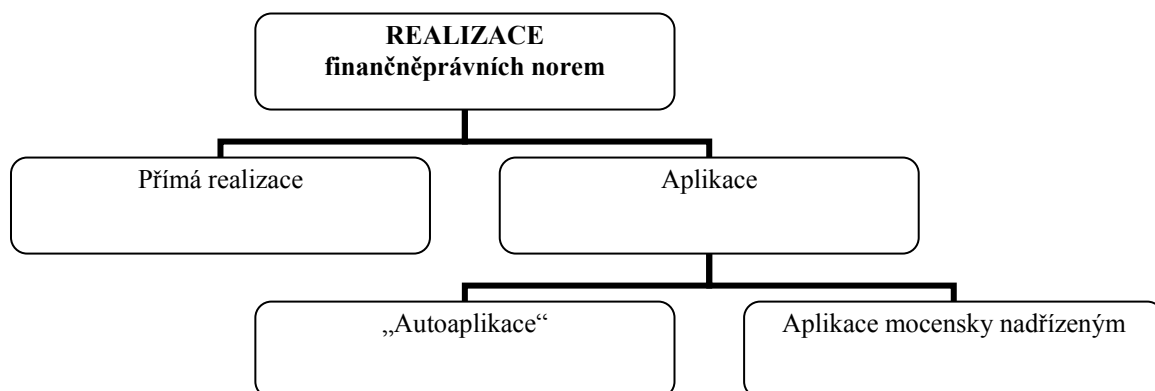 REALIZACE
finančněprávních norem
Přímá realizace
Aplikace
„Autoaplikace“
Aplikace mocensky nadřízeným